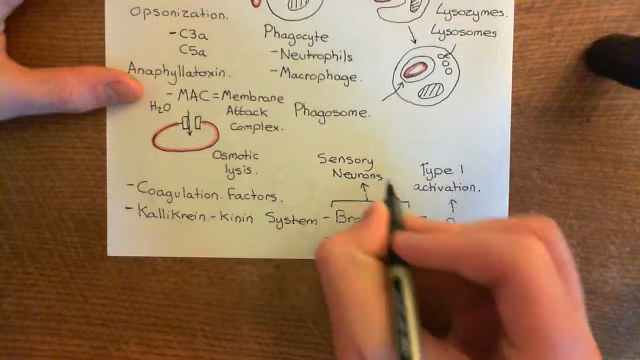 Opsonization.
- C3a
C5a
Anaphyllatoxin.
- MAC = Membrane
Attack
Complex.
H₂O
Osmotic
lysis.
Phagocyte
- Neutrophils
- Macrophage.
Phagosome.
Lysozymes.
Lysosomes
Sensory
Neurons
Type 1
activation.
- Coagulation Factors.
- Kallikrein - Kinin System -